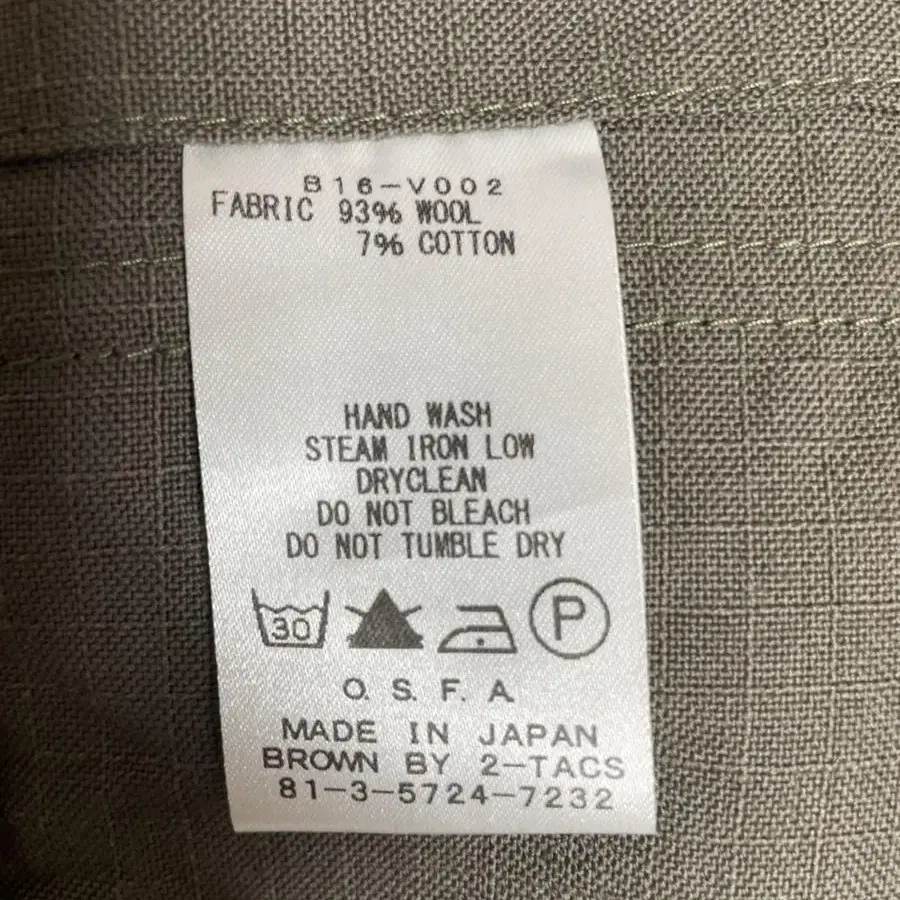 B16-V002
FABRIC 93% WOOL
7% COTTON
HAND WASH
STEAM IRON LOW
DRYCLEAN
DO NOT BLEACH
DO NOT TUMBLE DRY
30 P
O. S. F. A.
MADE IN JAPAN
BROWN BY 2-TACS
81-3-5724-7232